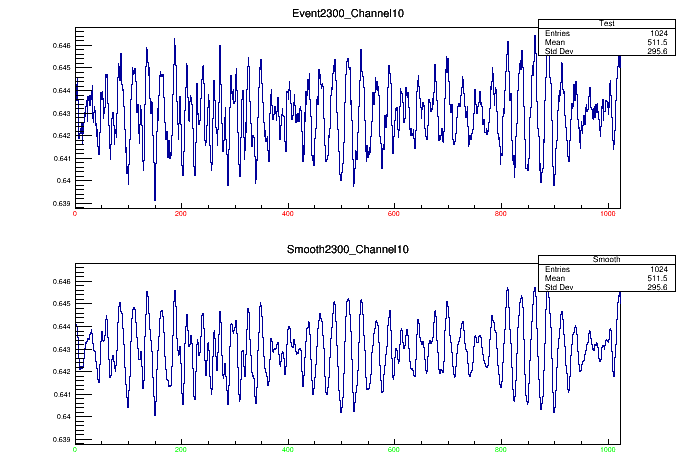 Event2300_Channel10
Test
Entries 1024
Mean 511.5
Std Dev 295.6
0.646
0.645
0.644
0.643
0.642
0.641
0.64
0.639
0 200 400 600 800 1000
Smooth2300_Channel10
Smooth
Entries 1024
Mean 511.5
Std Dev 295.6
0.646
0.645
0.644
0.643
0.642
0.641
0.64
0.639
0 200 400 600 800 1000